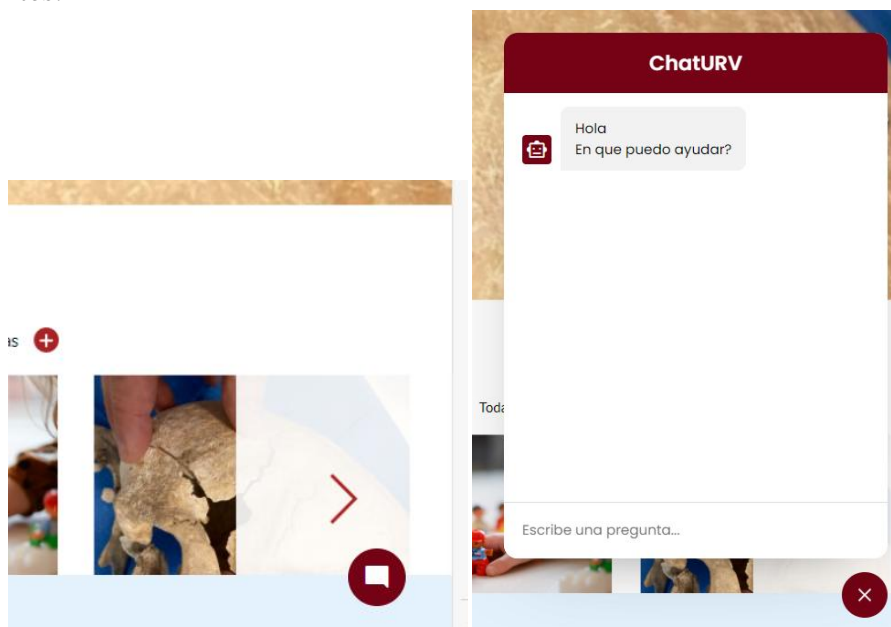 ChatURV
Hola
En que puedo ayudar?
as
Toda
Escribe una pregunta...